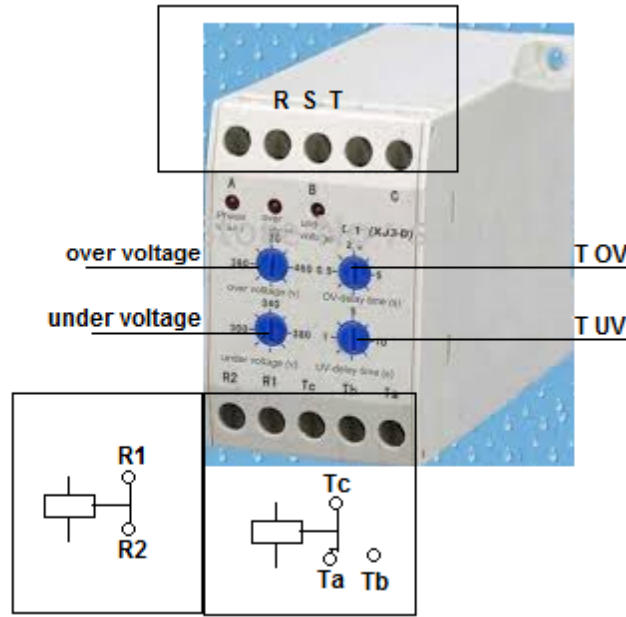 R S T
A B C
Phase over under
voltage
L 1 (XJ3-D)
over voltage
380 460 0.5 2 5
T OV
over voltage (v) OV-delay time (s)
under voltage
340 5
300 380 1 10
T UV
under voltage (v) UV-delay time (s)
R2 R1 Tc Tb Ta
R1
R2
Tc
Ta Tb